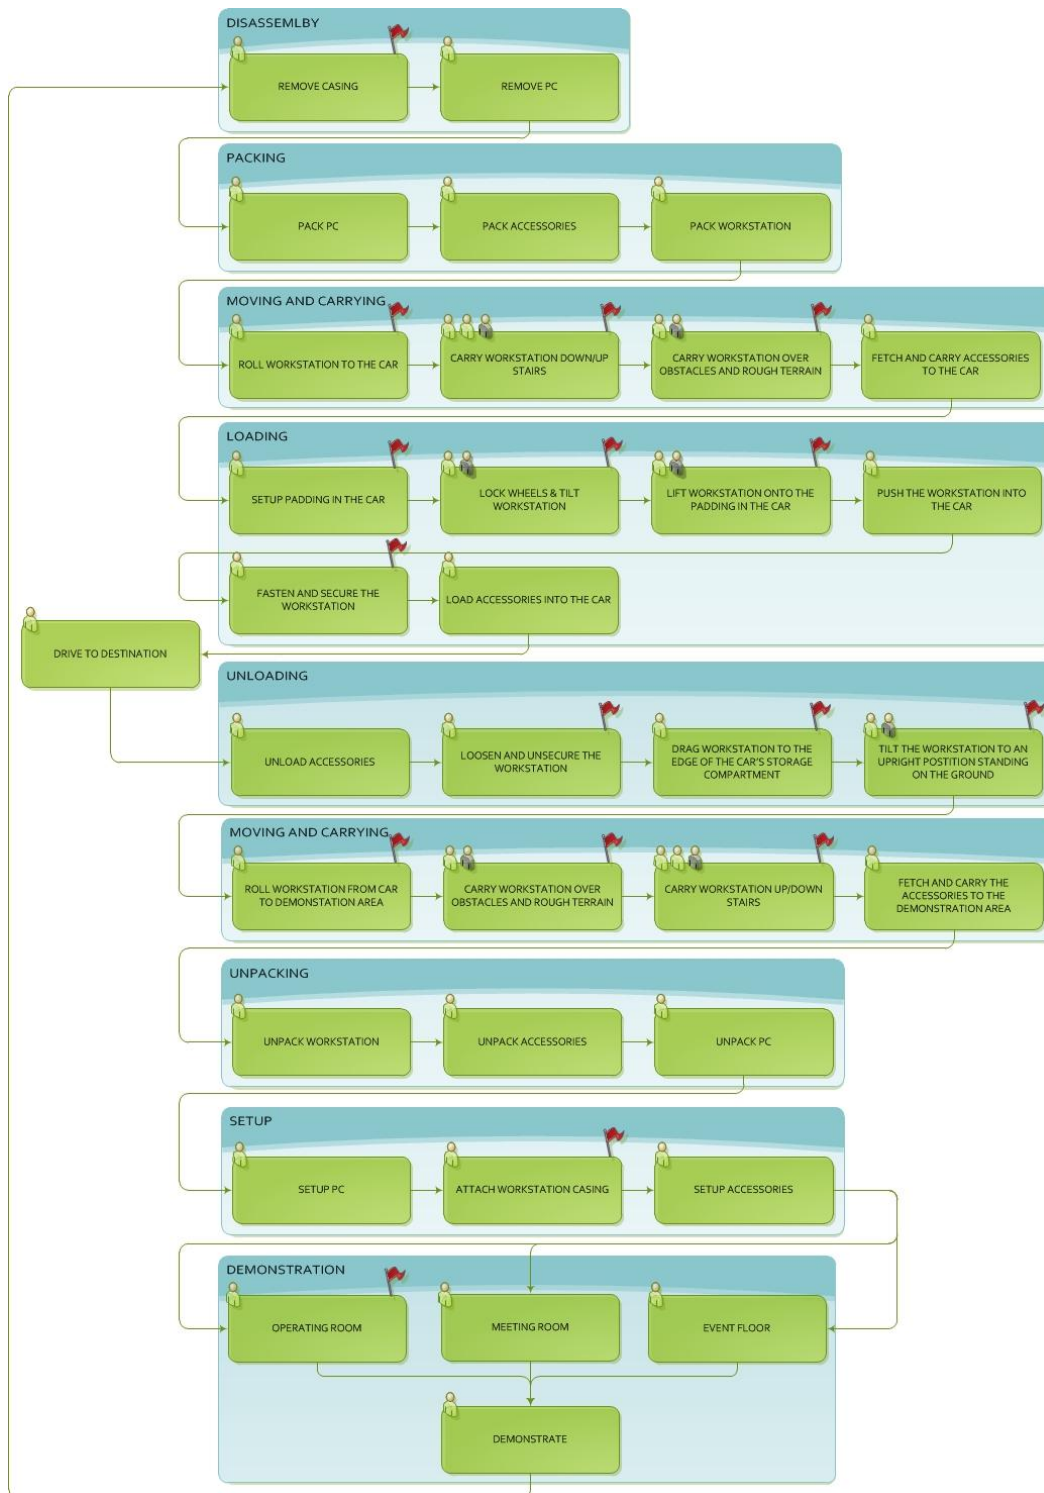 DISASSEMLBY
REMOVE CASING
REMOVE PC
PACKING
PACK PC
PACK ACCESSORIES
PACK WORKSTATION
MOVING AND CARRYING
ROLL WORKSTATION TO THE CAR
CARRY WORKSTATION DOWN/UP
STAIRS
CARRY WORKSTATION OVER
OBSTACLES AND ROUGH TERRAIN
FETCH AND CARRY ACCESSORIES
TO THE CAR
LOADING
SETUP PADDING IN THE CAR
LOCK WHEELS & TILT
WORKSTATION
LIFT WORKSTATION ONTO THE
PADDING IN THE CAR
PUSH THE WORKSTATION INTO
THE CAR
FASTEN AND SECURE THE
WORKSTATION
LOAD ACCESSORIES INTO THE CAR
DRIVE TO DESTINATION
UNLOADING
UNLOAD ACCESSORIES
LOOSEN AND UNSECURE THE
WORKSTATION
DRAG WORKSTATION TO THE
EDGE OF THE CAR'S STORAGE
COMPARTMENT
TILT THE WORKSTATION TO AN
UPRIGHT POSTITION STANDING
ON THE GROUND
MOVING AND CARRYING
ROLL WORKSTATION FROM CAR
TO DEMONSTATION AREA
CARRY WORKSTATION OVER
OBSTACLES AND ROUGH TERRAIN
CARRY WORKSTATION UP/DOWN
STAIRS
FETCH AND CARRY THE
ACCESSORIES TO THE
DEMONSTRATION AREA
UNPACKING
UNPACK WORKSTATION
UNPACK ACCESSORIES
UNPACK PC
SETUP
SETUP PC
ATTACH WORKSTATION CASING
SETUP ACCESSORIES
DEMONSTRATION
OPERATING ROOM
MEETING ROOM
EVENT FLOOR
DEMONSTRATE